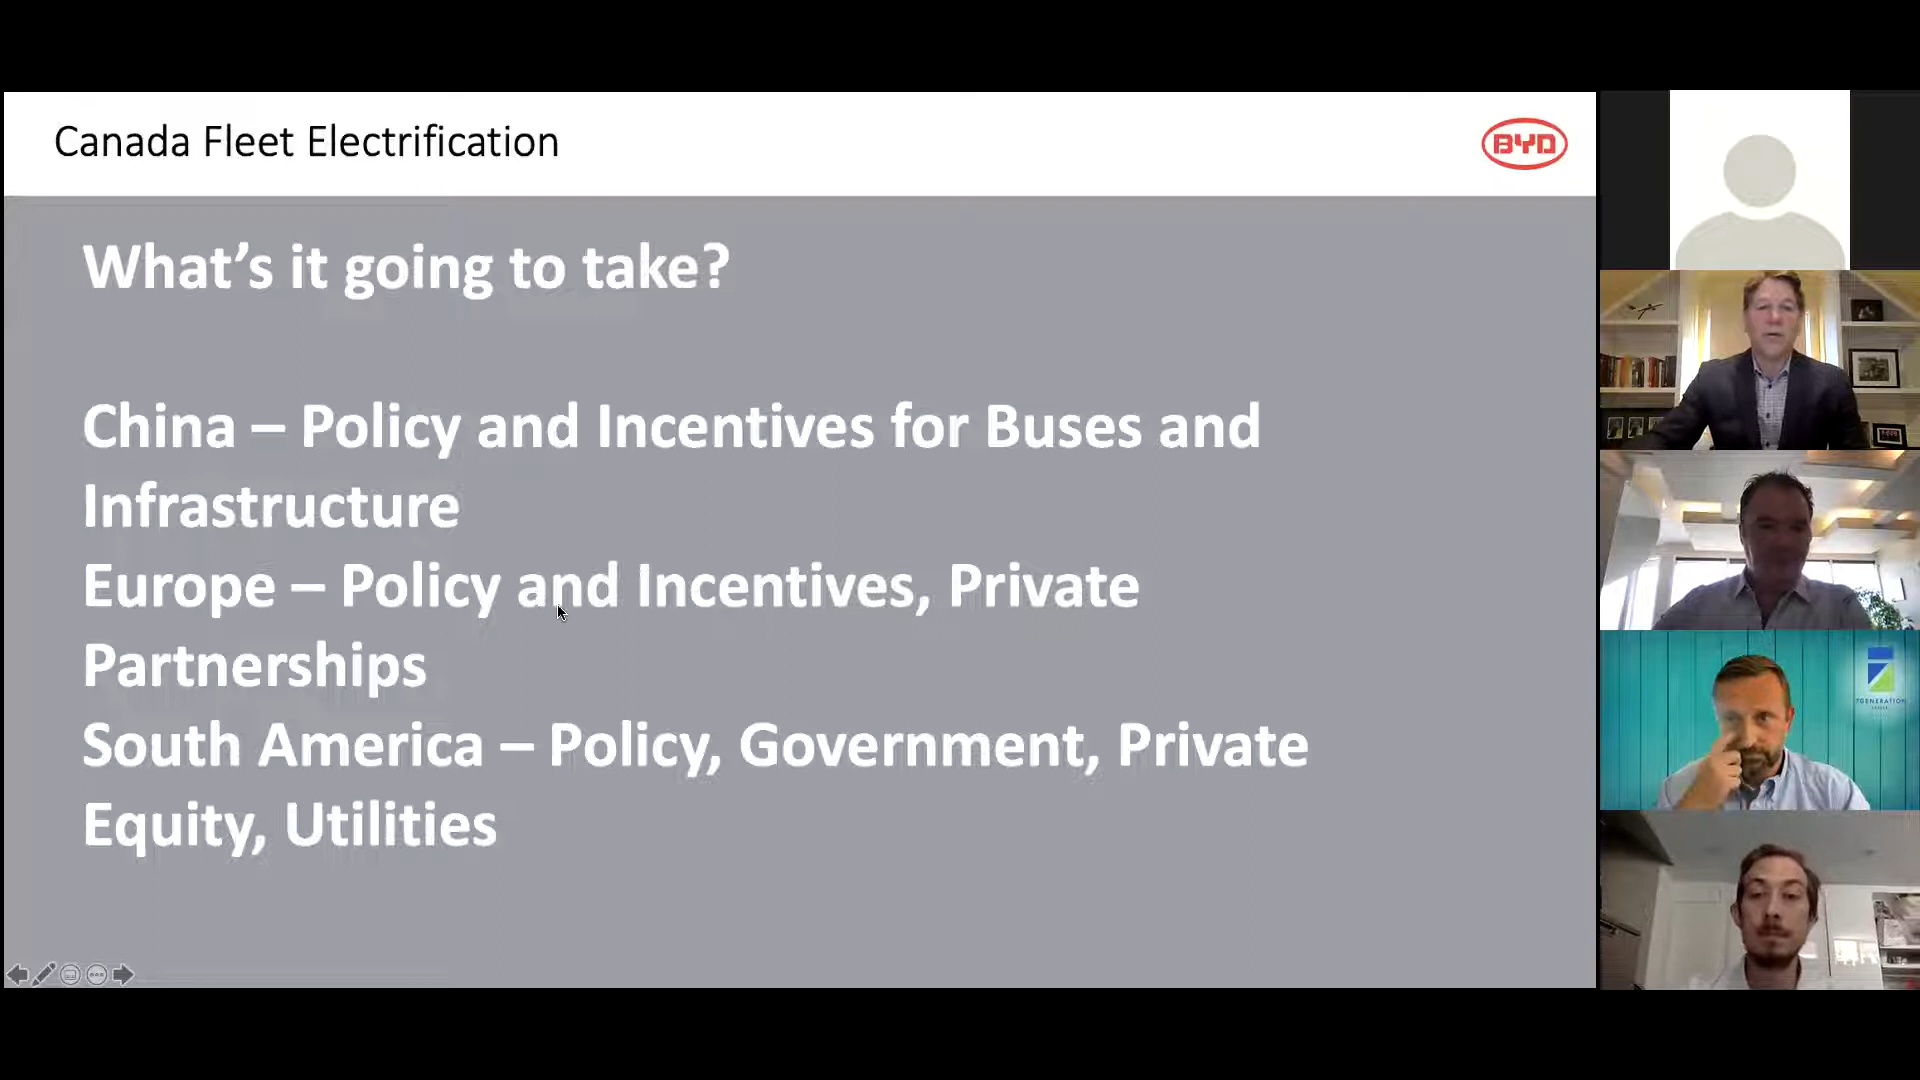 Canada Fleet Electrification
BYD
What's it going to take?
China – Policy and Incentives for Buses and
Infrastructure
Europe – Policy and Incentives, Private
Partnerships
South America – Policy, Government, Private
Equity, Utilities
7GENERATION